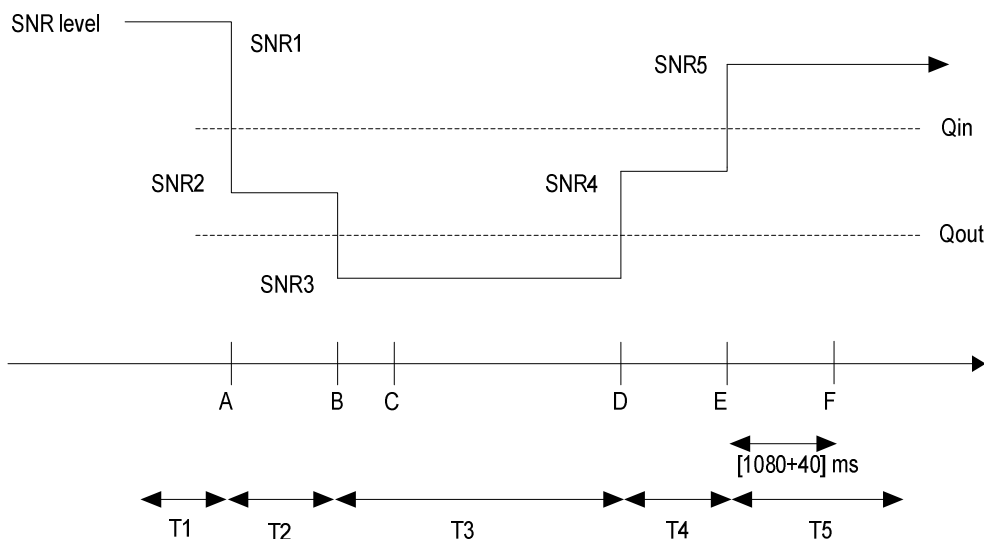 SNR level
SNR1
SNR5
Qin
SNR2
SNR4
Qout
SNR3
A B C D E F
[1080+40] ms
T1 T2 T3 T4 T5